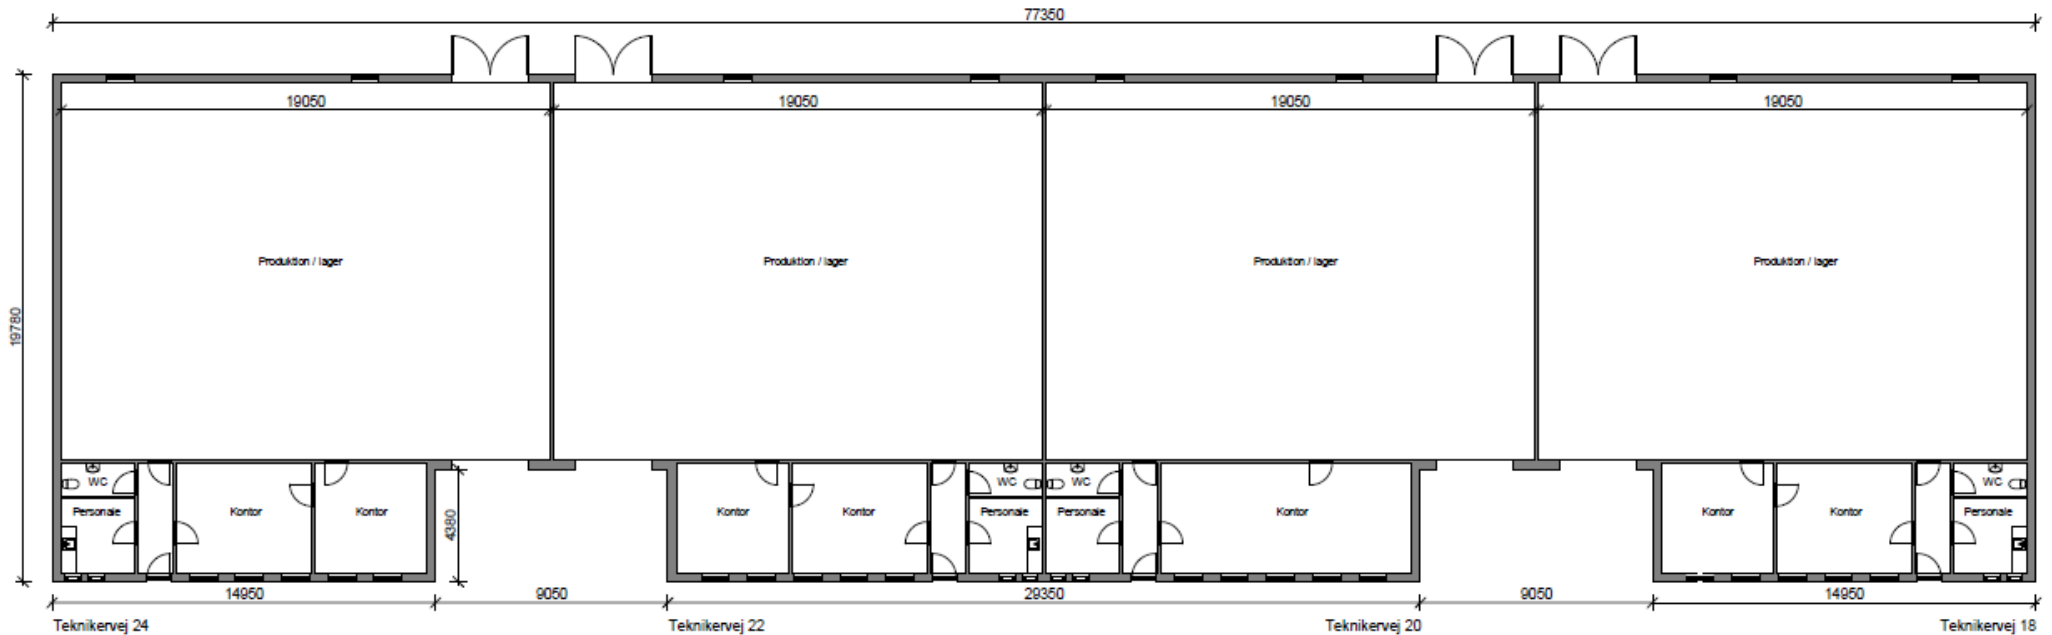 77350
19050
19050
19050
19050
19780
Produktion / lager
Produktion / lager
Produktion / lager
Produktion / lager
WC
WC
WC
WC
Personale
Kontor
Kontor
4380
Kontor
Kontor
Personale
Personale
Kontor
Kontor
Kontor
Personale
14950
9050
29350
9050
14950
Teknikervej 24
Teknikervej 22
Teknikervej 20
Teknikervej 18